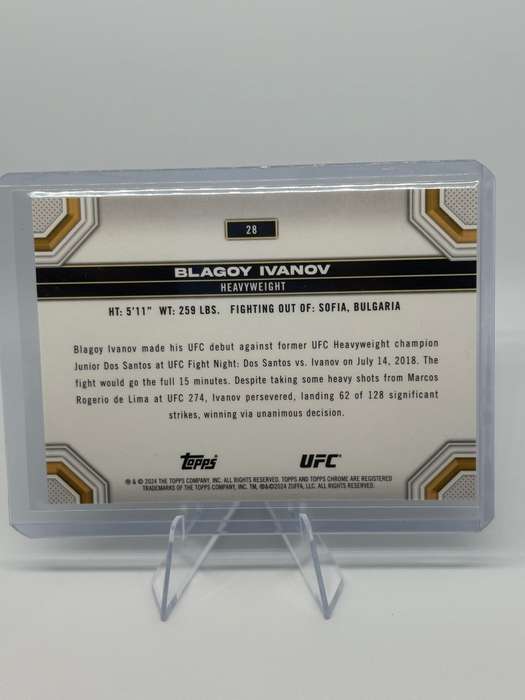 28
BLAGOY IVANOV
HEAVYWEIGHT
HT: 5'11" WT: 259 LBS. FIGHTING OUT OF: SOFIA, BULGARIA
Blagoy Ivanov made his UFC debut against former UFC Heavyweight champion
Junior Dos Santos at UFC Fight Night: Dos Santos vs. Ivanov on July 14, 2018. The
fight would go the full 15 minutes. Despite taking some heavy shots from Marcos
Rogerio de Lima at UFC 274, Ivanov persevered, landing 62 of 128 significant
strikes, winning via unanimous decision.
Topps UFC
® & © 2024 THE TOPPS COMPANY, INC. ALL RIGHTS RESERVED. TOPPS AND TOPPS CHROME ARE REGISTERED
TRADEMARKS OF THE TOPPS COMPANY, INC. TM, ®&©2024 ZUFFA, LLC. ALL RIGHTS RESERVED.